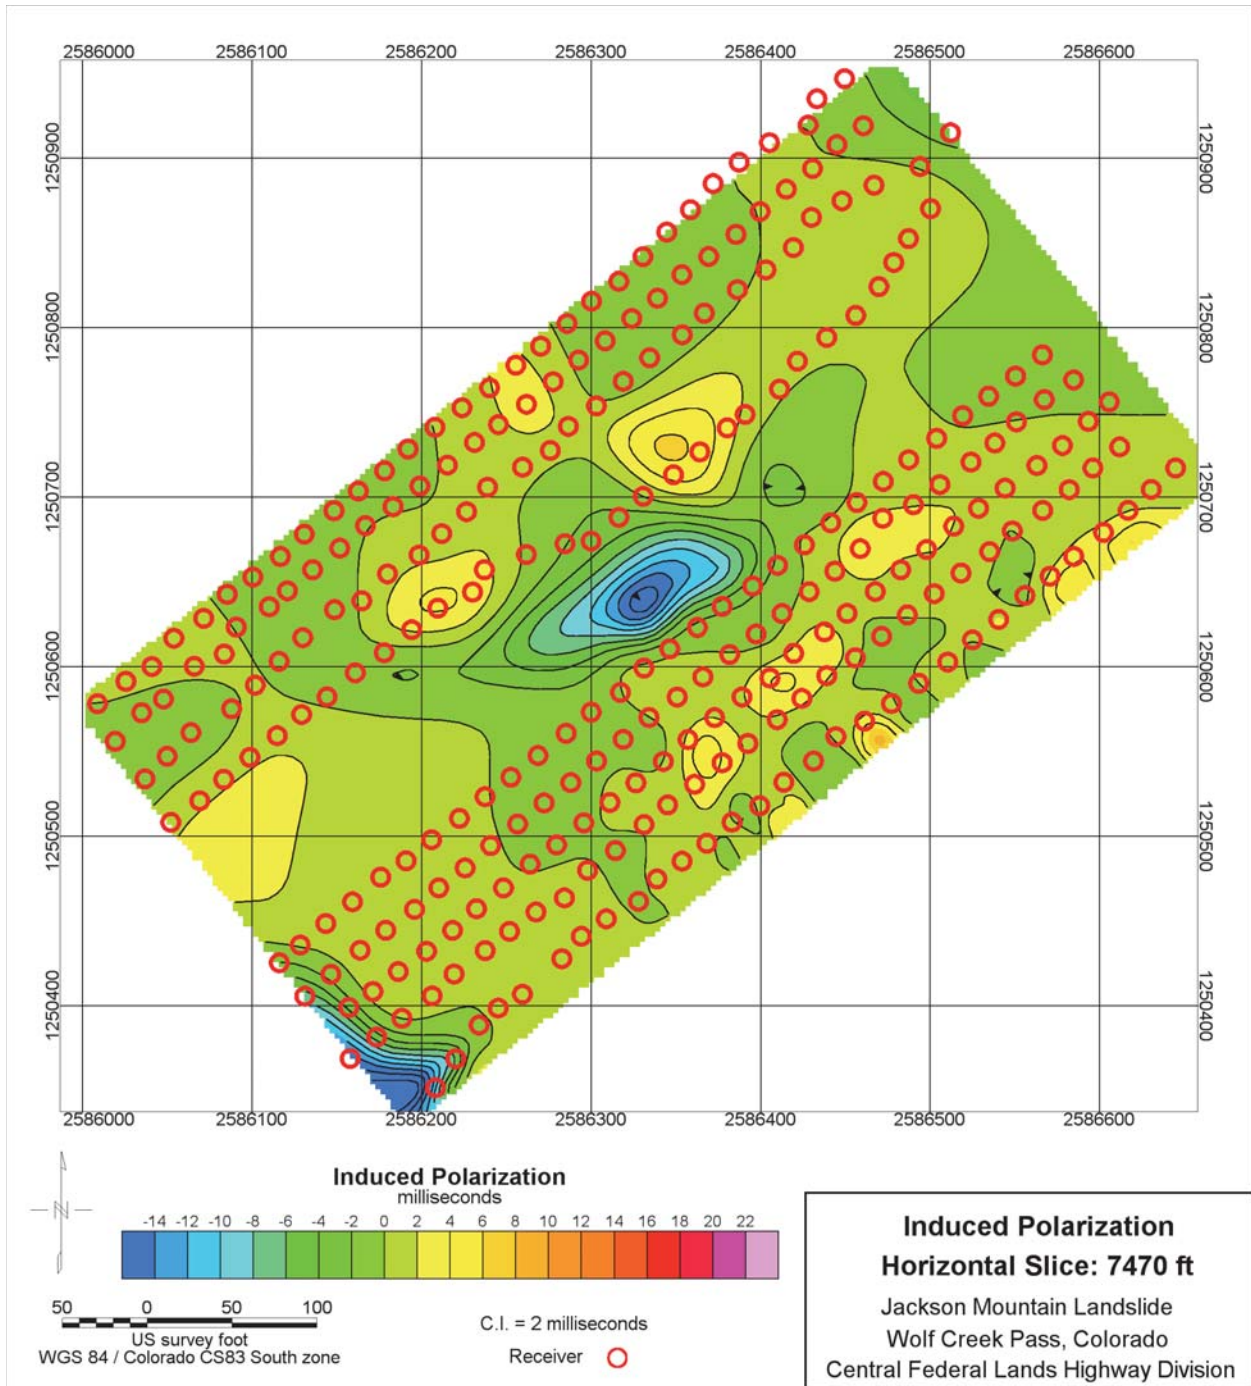 2586000 2586100 2586200 2586300 2586400 2586500 2586600
1250900 1250900
1250800 1250800
1250700 1250700
1250600 1250600
1250500 1250500
1250400 1250400
2586000 2586100 2586200 2586300 2586400 2586500 2586600
N
Induced Polarization
milliseconds
-14 -12 -10 -8 -6 -4 -2 0 2 4 6 8 10 12 14 16 18 20 22
50 0 50 100
US survey foot
WGS 84 / Colorado CS83 South zone
C.I. = 2 milliseconds
Receiver
Induced Polarization
Horizontal Slice: 7470 ft
Jackson Mountain Landslide
Wolf Creek Pass, Colorado
Central Federal Lands Highway Division